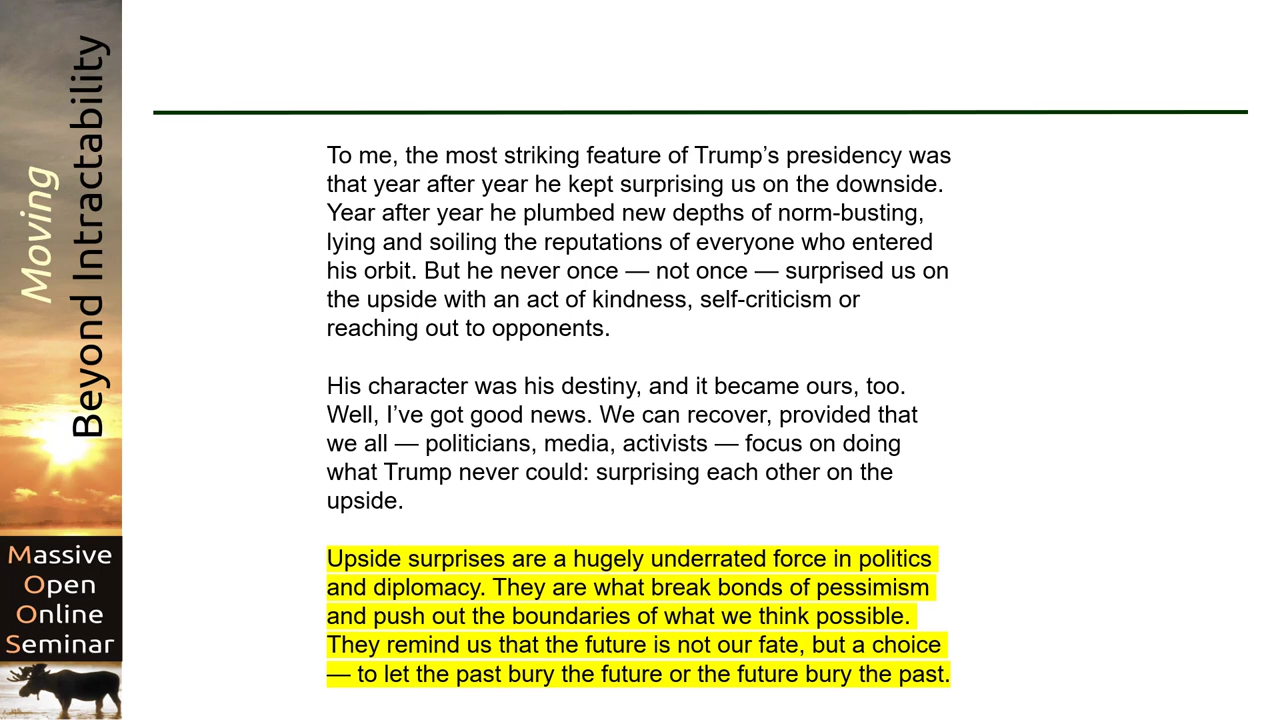 Moving
Beyond Intractability
Massive
Open
Online
Seminar
To me, the most striking feature of Trump’s presidency was
that year after year he kept surprising us on the downside.
Year after year he plumbed new depths of norm-busting,
lying and soiling the reputations of everyone who entered
his orbit. But he never once — not once — surprised us on
the upside with an act of kindness, self-criticism or
reaching out to opponents.
His character was his destiny, and it became ours, too.
Well, I’ve got good news. We can recover, provided that
we all — politicians, media, activists — focus on doing
what Trump never could: surprising each other on the
upside.
Upside surprises are a hugely underrated force in politics
and diplomacy. They are what break bonds of pessimism
and push out the boundaries of what we think possible.
They remind us that the future is not our fate, but a choice
— to let the past bury the future or the future bury the past.